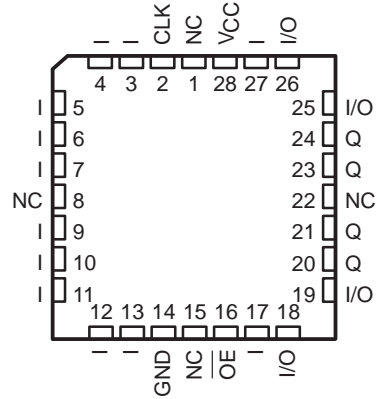 I I CLK NC VCC I I/O
4 3 2 1 28 27 26
I 5 25 I/O
I 6 24 Q
I 7 23 Q
NC 8 22 NC
I 9 21 Q
I 10 20 Q
I 11 19 I/O
12 13 14 15 16 17 18
I I GND NC OE I I/O